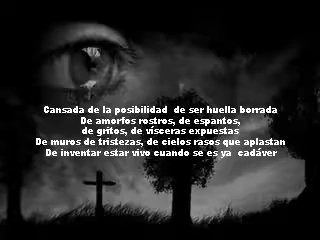 Cansada de la posibilidad  de ser huella borrada
De amorfos rostros, de espantos,
de gritos, de vísceras expuestas
De muros de tristezas, de cielos rasos que aplastan
De inventar estar vivo cuando se es ya  cadáver